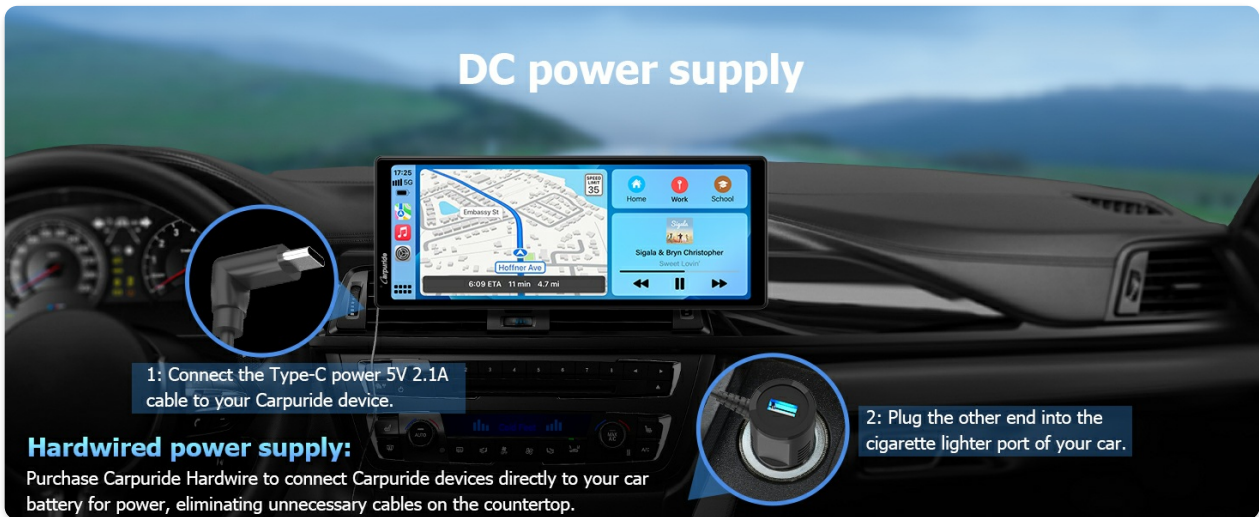 DC power supply
17:25
5G
Embassy St
Hoffner Ave
6:09 ETA 11 min 4.7 mi
SPEED
LIMIT
35
Home Work School
Sigala
Sigala & Bryn Christopher
Sweet Lovin'
Carpuride
1: Connect the Type-C power 5V 2.1A
cable to your Carpuride device.
2: Plug the other end into the
cigarette lighter port of your car.
AUTO
Hardwired power supply:
Purchase Carpuride Hardwire to connect Carpuride devices directly to your car
battery for power, eliminating unnecessary cables on the countertop.